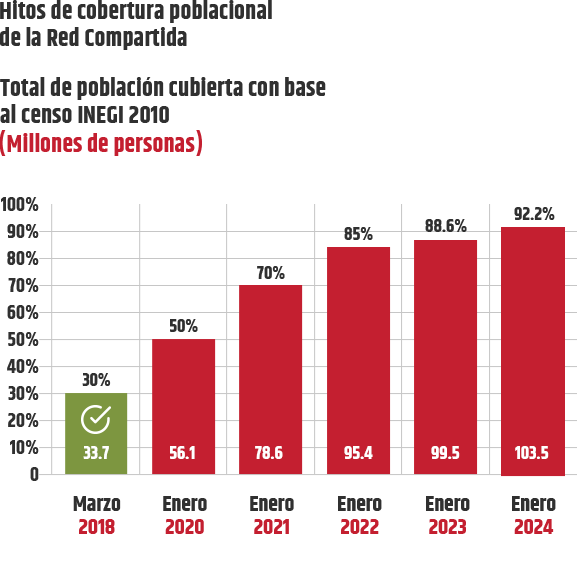 Hitos de cobertura poblacional
de la Red Compartida
Total de población cubierta con base
al censo INEGI 2010
(Millones de personas)
100%
90%
80%
70%
60%
50%
40%
30%
20%
10%
0
30%
50%
70%
85%
88.6%
92.2%
33.7
56.1
78.6
95.4
99.5
103.5
Marzo
2018
Enero
2020
Enero
2021
Enero
2022
Enero
2023
Enero
2024